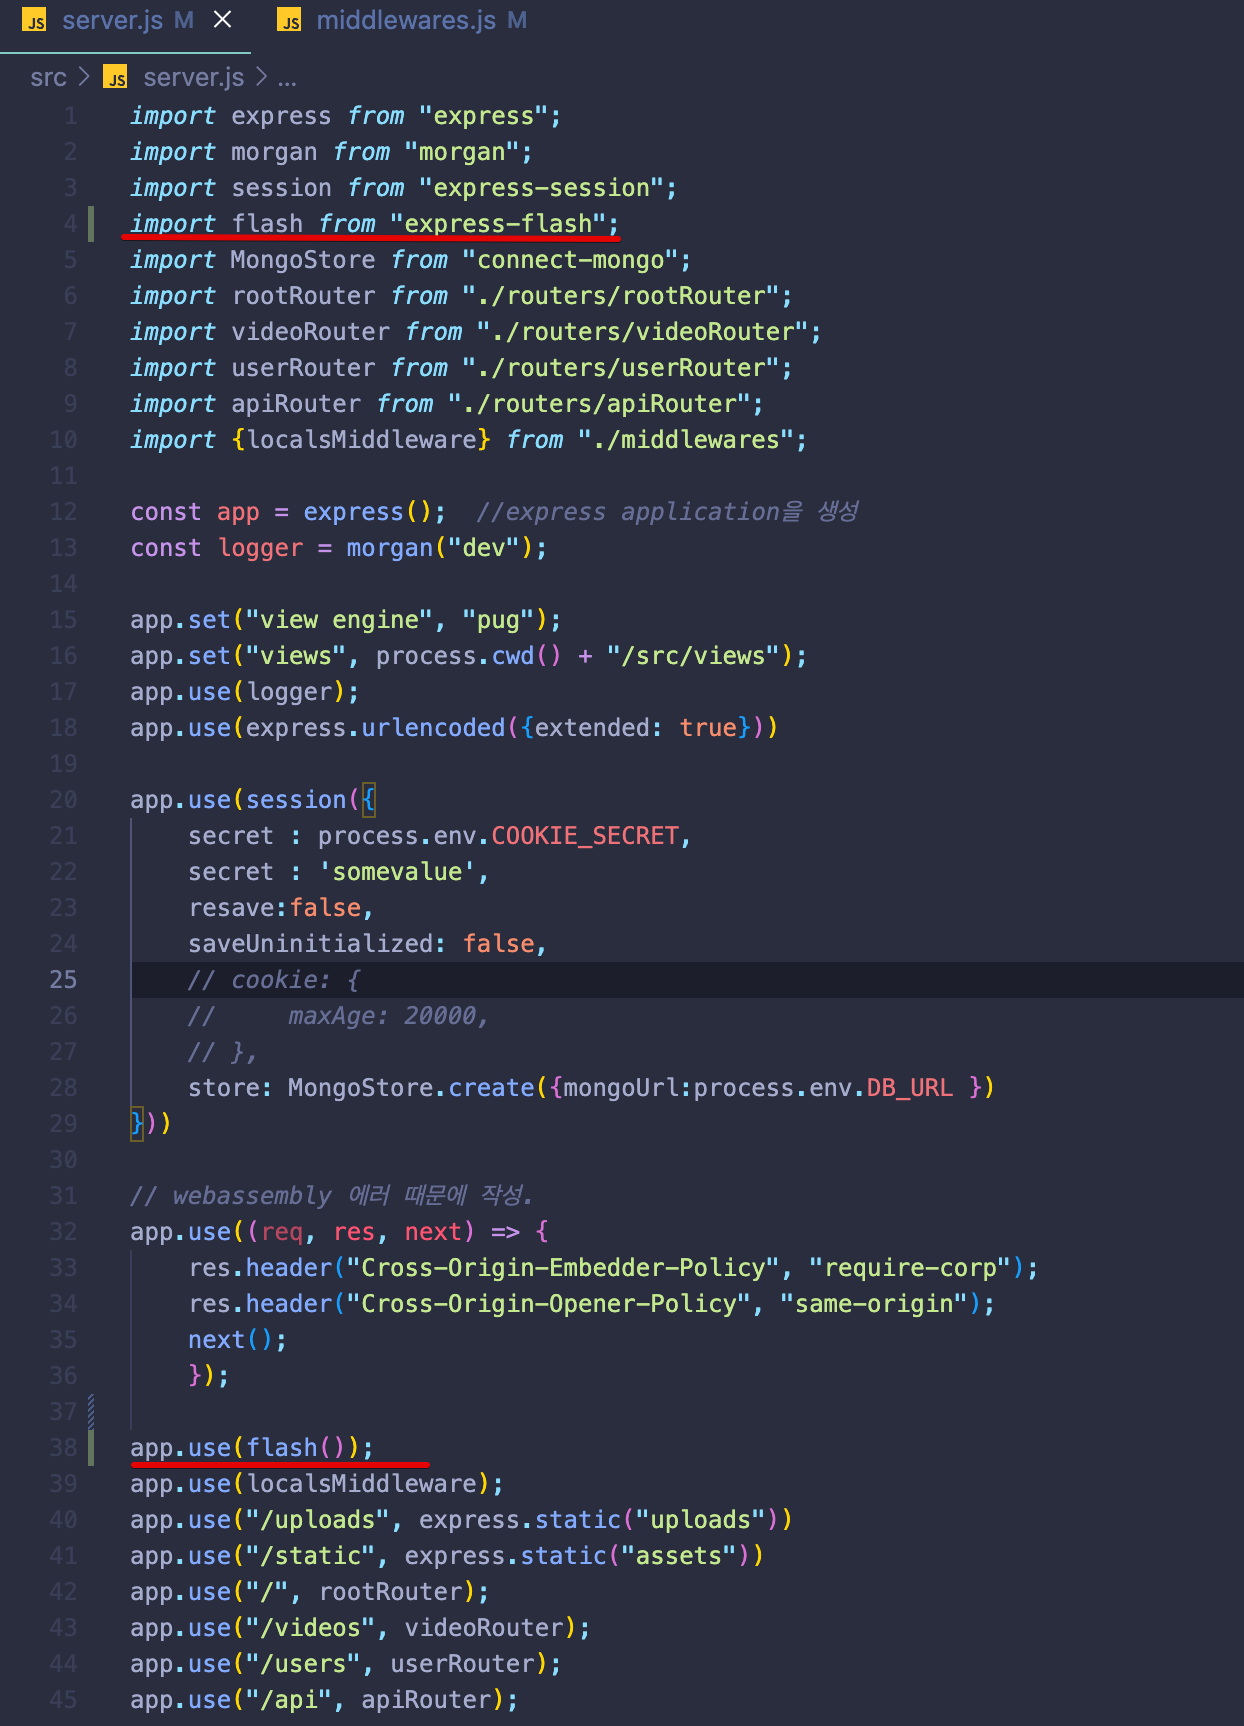 JS server.js M × JS middlewares.js M
src > JS server.js > ...
1 import express from "express";
2 import morgan from "morgan";
3 import session from "express-session";
4 import flash from "express-flash";
5 import MongoStore from "connect-mongo";
6 import rootRouter from "./routers/rootRouter";
7 import videoRouter from "./routers/videoRouter";
8 import userRouter from "./routers/userRouter";
9 import apiRouter from "./routers/apiRouter";
10 import {localsMiddleware} from "./middlewares";
11
12 const app = express();  //express application을 생성
13 const logger = morgan("dev");
14
15 app.set("view engine", "pug");
16 app.set("views", process.cwd() + "/src/views");
17 app.use(logger);
18 app.use(express.urlencoded({extended: true}))
19
20 app.use(session({
21     secret : process.env.COOKIE_SECRET,
22     secret : 'somevalue',
23     resave:false,
24     saveUninitialized: false,
25     // cookie: {
26     //     maxAge: 20000,
27     // },
28     store: MongoStore.create({mongoUrl:process.env.DB_URL })
29 }))
30
31 // webassembly 에러 때문에 작성.
32 app.use((req, res, next) => {
33     res.header("Cross-Origin-Embedder-Policy", "require-corp");
34     res.header("Cross-Origin-Opener-Policy", "same-origin");
35     next();
36     });
37
38 app.use(flash());
39 app.use(localsMiddleware);
40 app.use("/uploads", express.static("uploads"))
41 app.use("/static", express.static("assets"))
42 app.use("/", rootRouter);
43 app.use("/videos", videoRouter);
44 app.use("/users", userRouter);
45 app.use("/api", apiRouter);